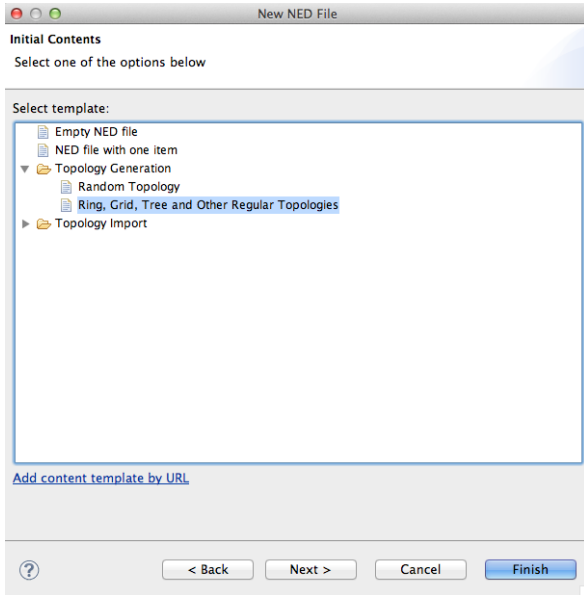 New NED File
Initial Contents
Select one of the options below
Select template:
Empty NED file
NED file with one item
Topology Generation
Random Topology
Ring, Grid, Tree and Other Regular Topologies
Topology Import
Add content template by URL
?
< Back Next > Cancel Finish